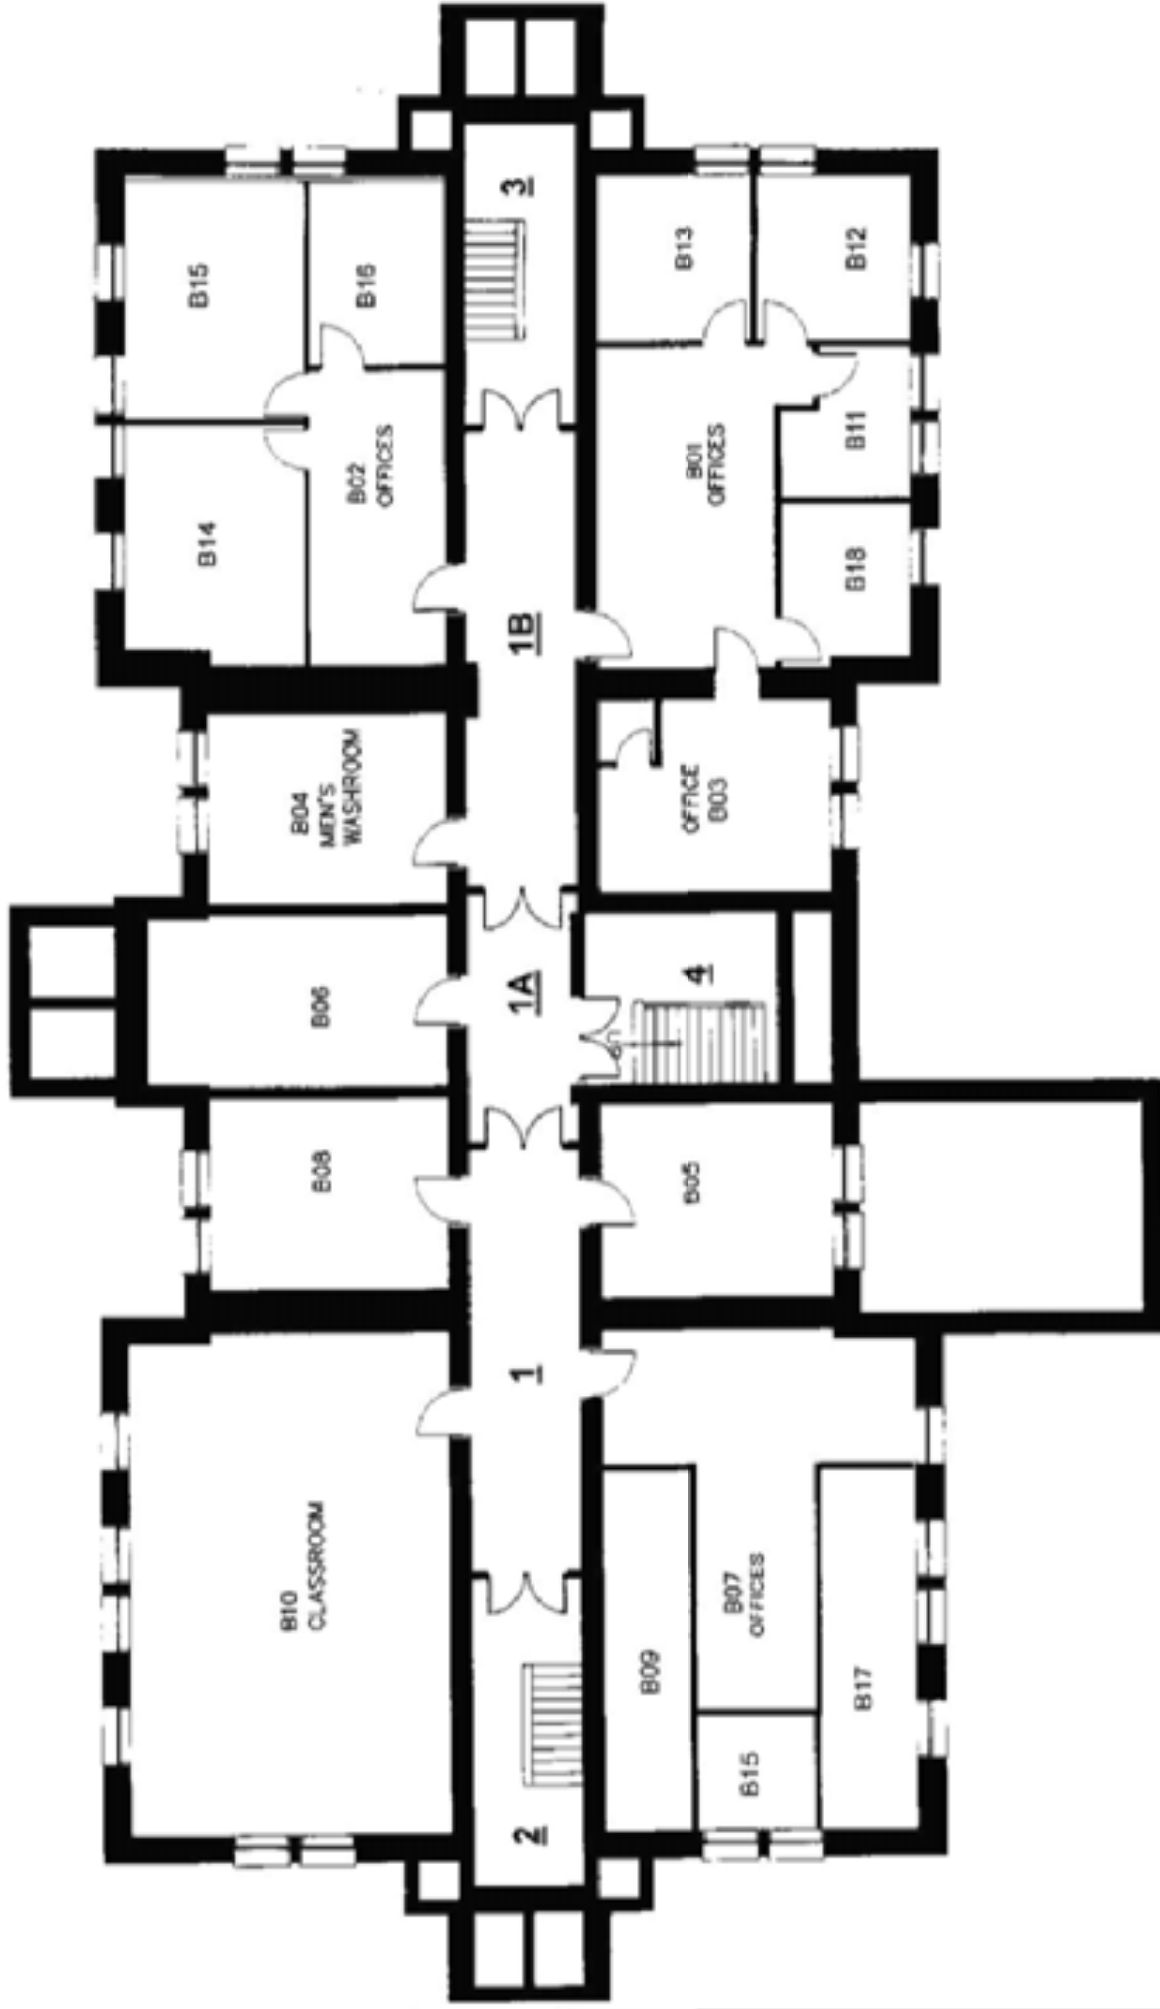 3
B15
B16
B13
B12
B02
OFFICES
B01
OFFICES
B11
B14
B18
1B
B04
MEN'S
WASHROOM
OFFICE
B03
1A
4
B06
B08
B05
1
B10
CLASSROOM
B07
OFFICES
B09
B17
B15
2